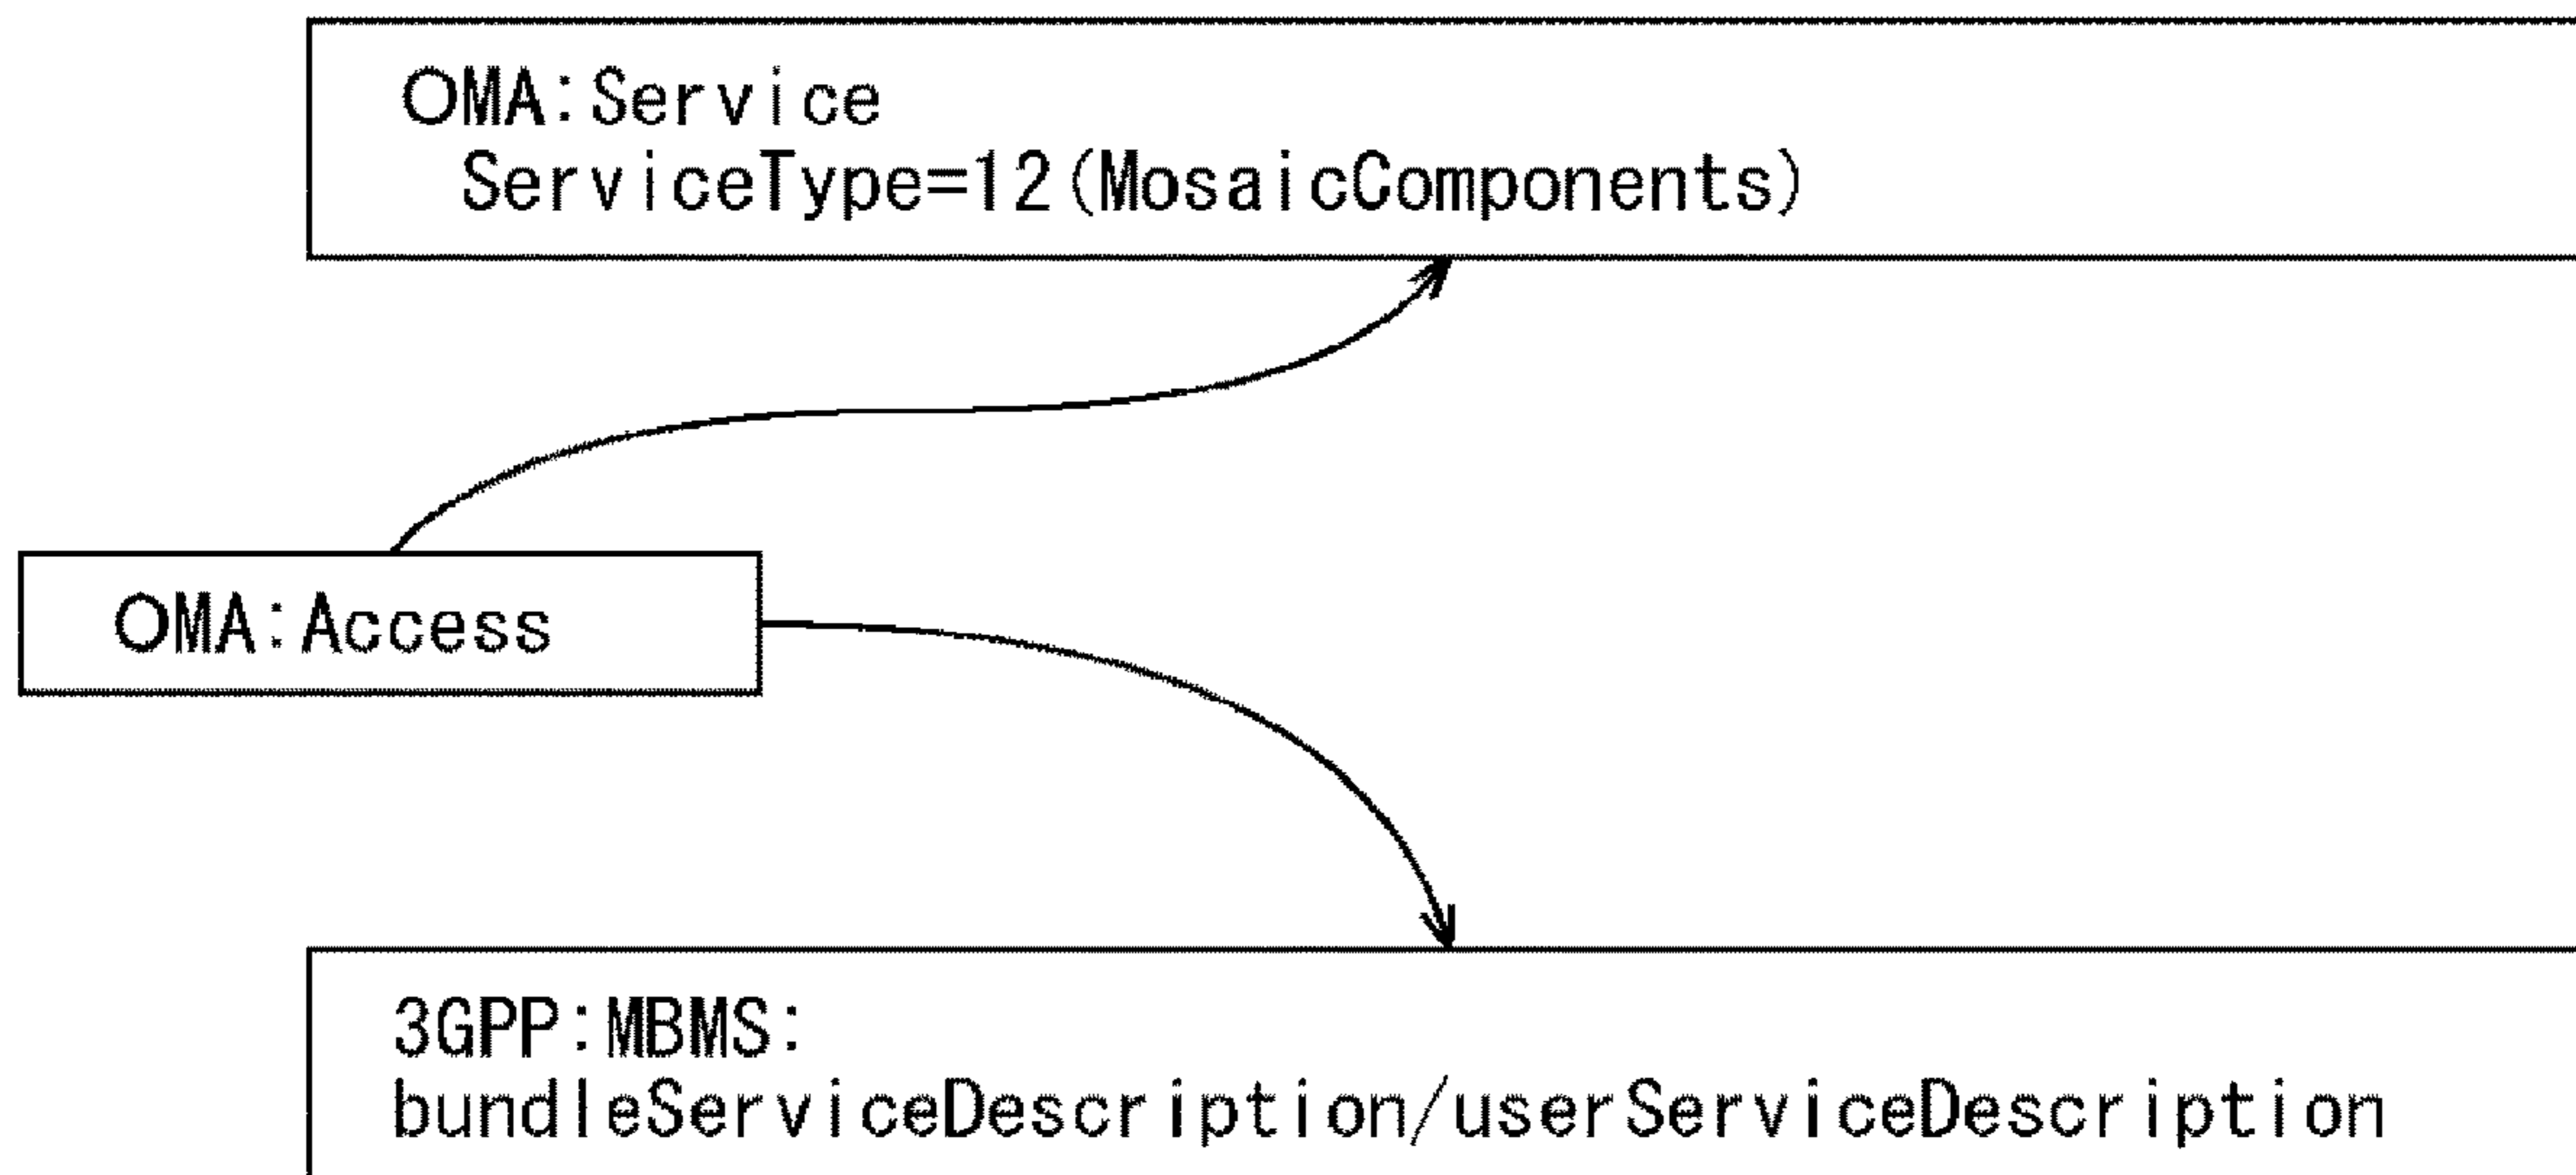 OMA:Service
ServiceType=12(MosaicComponents)
OMA:Access
3GPP:MBMS:
bundleServiceDescription/userServiceDescription